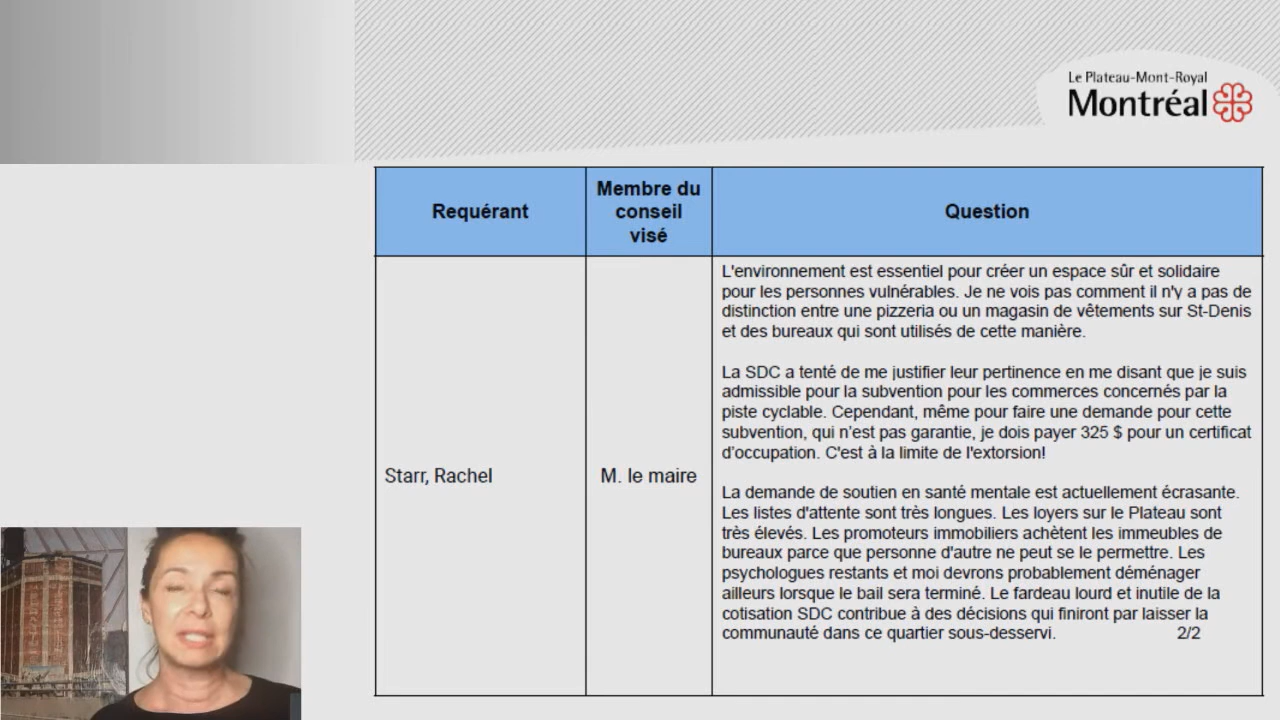 Le Plateau-Mont-Royal
Montréal
Requérant
Membre du
conseil
visé
Question
Starr, Rachel
M. le maire
L'environnement est essentiel pour créer un espace sûr et solidaire
pour les personnes vulnérables. Je ne vois pas comment il n'y a pas de
distinction entre une pizzeria ou un magasin de vêtements sur St-Denis
et des bureaux qui sont utilisés de cette manière.
La SDC a tenté de me justifier leur pertinence en me disant que je suis
admissible pour la subvention pour les commerces concernés par la
piste cyclable. Cependant, même pour faire une demande pour cette
subvention, qui n'est pas garantie, je dois payer 325 $ pour un certificat
d'occupation. C'est à la limite de l'extorsion!
La demande de soutien en santé mentale est actuellement écrasante.
Les listes d'attente sont très longues. Les loyers sur le Plateau sont
très élevés. Les promoteurs immobiliers achètent les immeubles de
bureaux parce que personne d'autre ne peut se le permettre. Les
psychologues restants et moi devrons probablement déménager
ailleurs lorsque le bail sera terminé. Le fardeau lourd et inutile de la
cotisation SDC contribue à des décisions qui finiront par laisser la
communauté dans ce quartier sous-desservi. 2/2